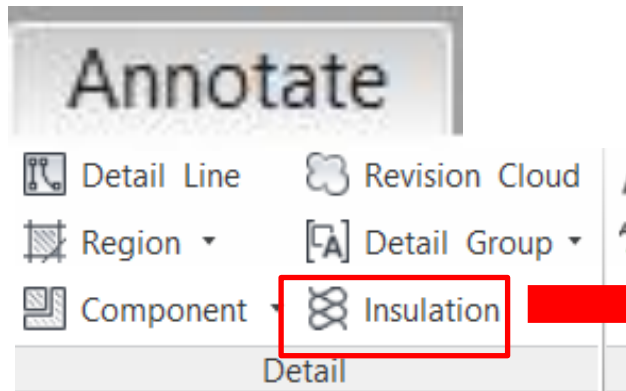 Annotate
Detail Line Revision Cloud
Region Detail Group
Component Insulation
Detail